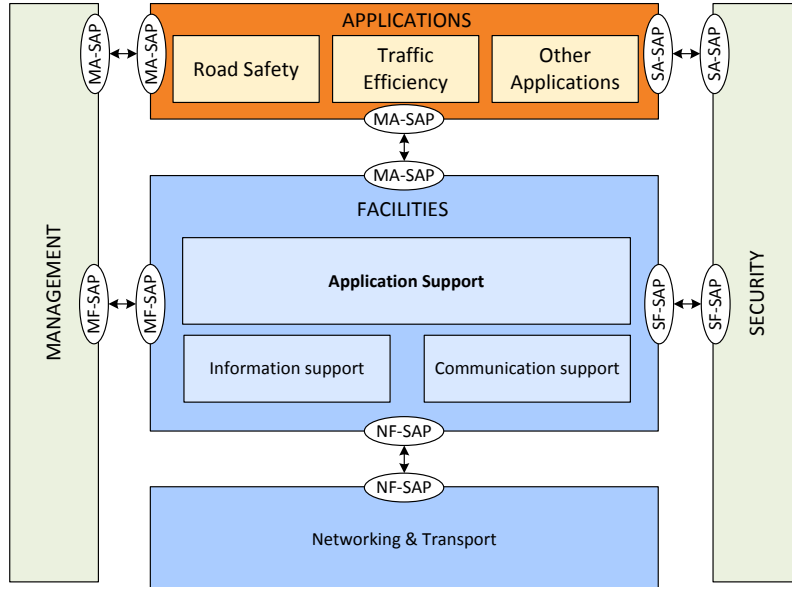 APPLICATIONS
MA-SAP
MA-SAP
Road Safety
Traffic
Efficiency
Other
Applications
SA-SAP
SA-SAP
MA-SAP
MA-SAP
FACILITIES
MANAGEMENT
Application Support
SECURITY
MF-SAP
MF-SAP
SF-SAP
SF-SAP
Information support
Communication support
NF-SAP
NF-SAP
Networking & Transport